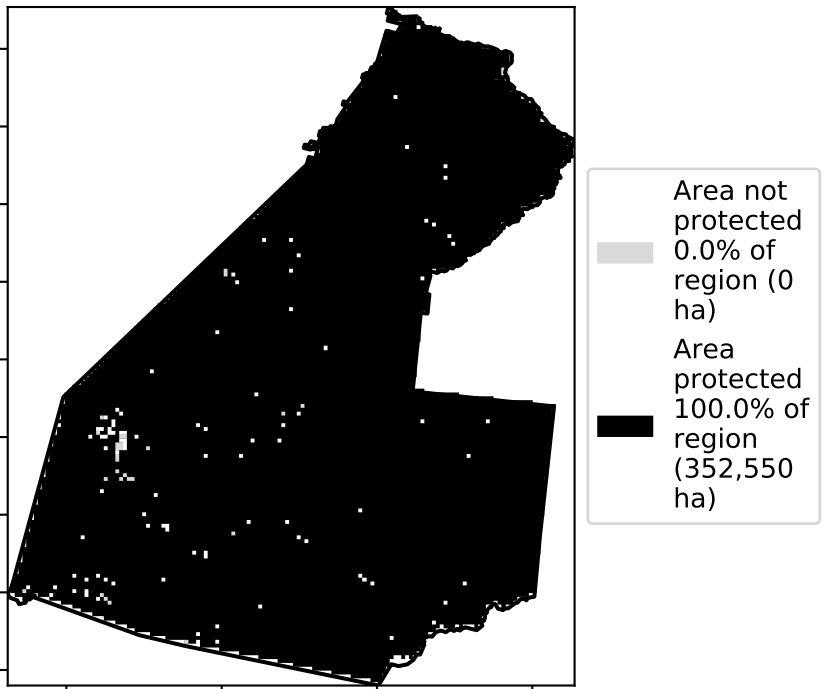 Area not
protected
0.0% of
region (0
ha)
Area
protected
100.0% of
region
(352,550
ha)